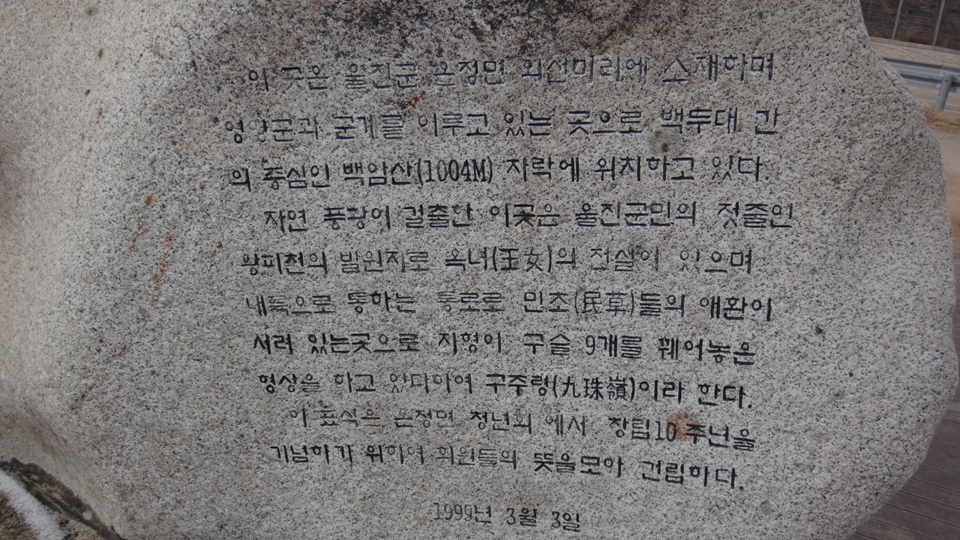 이 곳은 울진군 온정면 외선미리에 소재하며
영양군과 군계를 이루고 있는 곳으로 백두대 간
의 중심인 백암산(1004M) 자락에 위치하고 있다.
자연 풍광이 걸출한 이곳은 울진군민의 젓줄인
왕피천의 발원지로 옥녀(玉女)의 전설이 있으며
내륙으로 통하는 통로로 민초(民草)들의 애환이
서려 있는곳으로 지형이 구슬 9개를 꿰어놓은
형상을 하고 있다하여 구주령(九珠嶺)이라 한다.
이 표석은 온정면 청년회 에서 창립10 주년을
기념하기 위하여 회원들의 뜻을모아 건립하다.
1999년 3월 3일